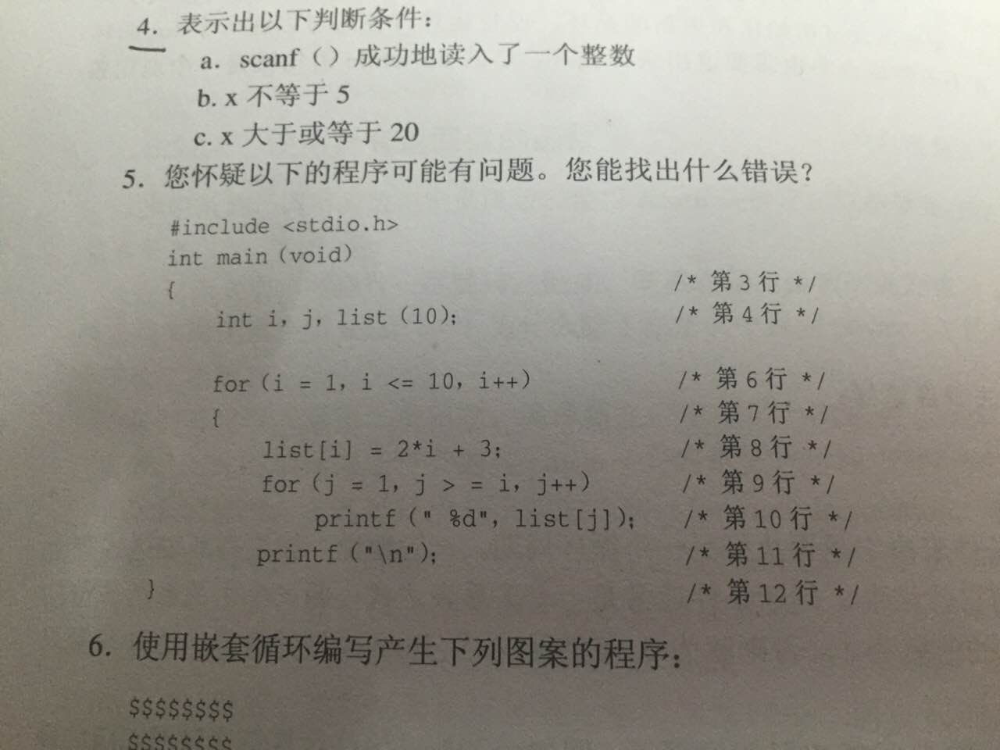 4. 表示出以下判断条件：
a. scanf（）成功地读入了一个整数
b. x 不等于 5
c. x 大于或等于 20
5. 您怀疑以下的程序可能有问题。您能找出什么错误？
#include <stdio.h>
int main (void)
{ /* 第 3 行 */
int i, j, list (10); /* 第 4 行 */
for (i = 1, i <= 10, i++) /* 第 6 行 */
{ /* 第 7 行 */
list[i] = 2*i + 3; /* 第 8 行 */
for (j = 1, j > = i, j++) /* 第 9 行 */
printf (" %d", list[j]); /* 第 10 行 */
printf ("\n"); /* 第 11 行 */
} /* 第 12 行 */
6. 使用嵌套循环编写产生下列图案的程序：
$$$$$$$$
$$$$$$$$